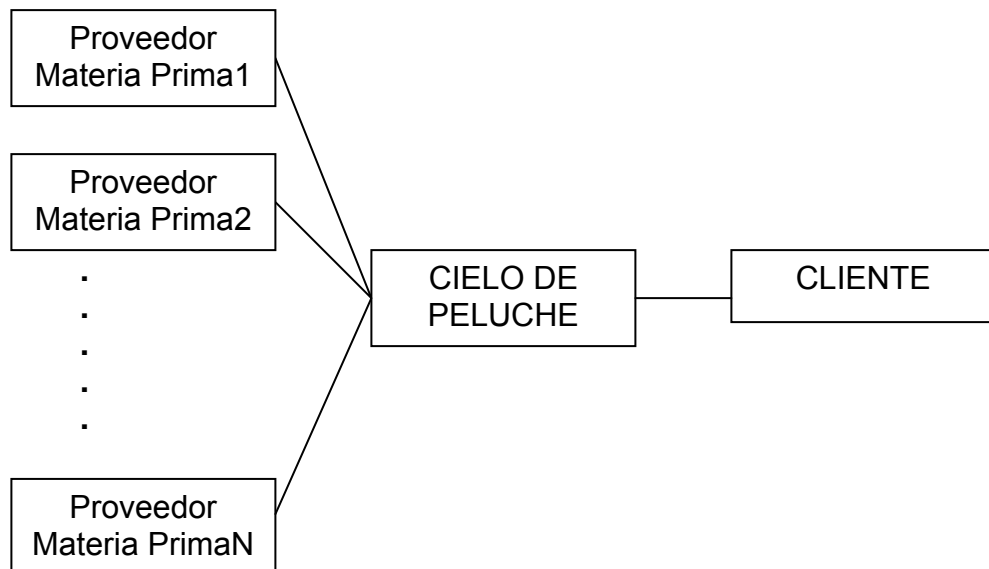 Proveedor
Materia Prima1
Proveedor
Materia Prima2
.
.
.
.
.
CIELO DE
PELUCHE
CLIENTE
Proveedor
Materia PrimaN